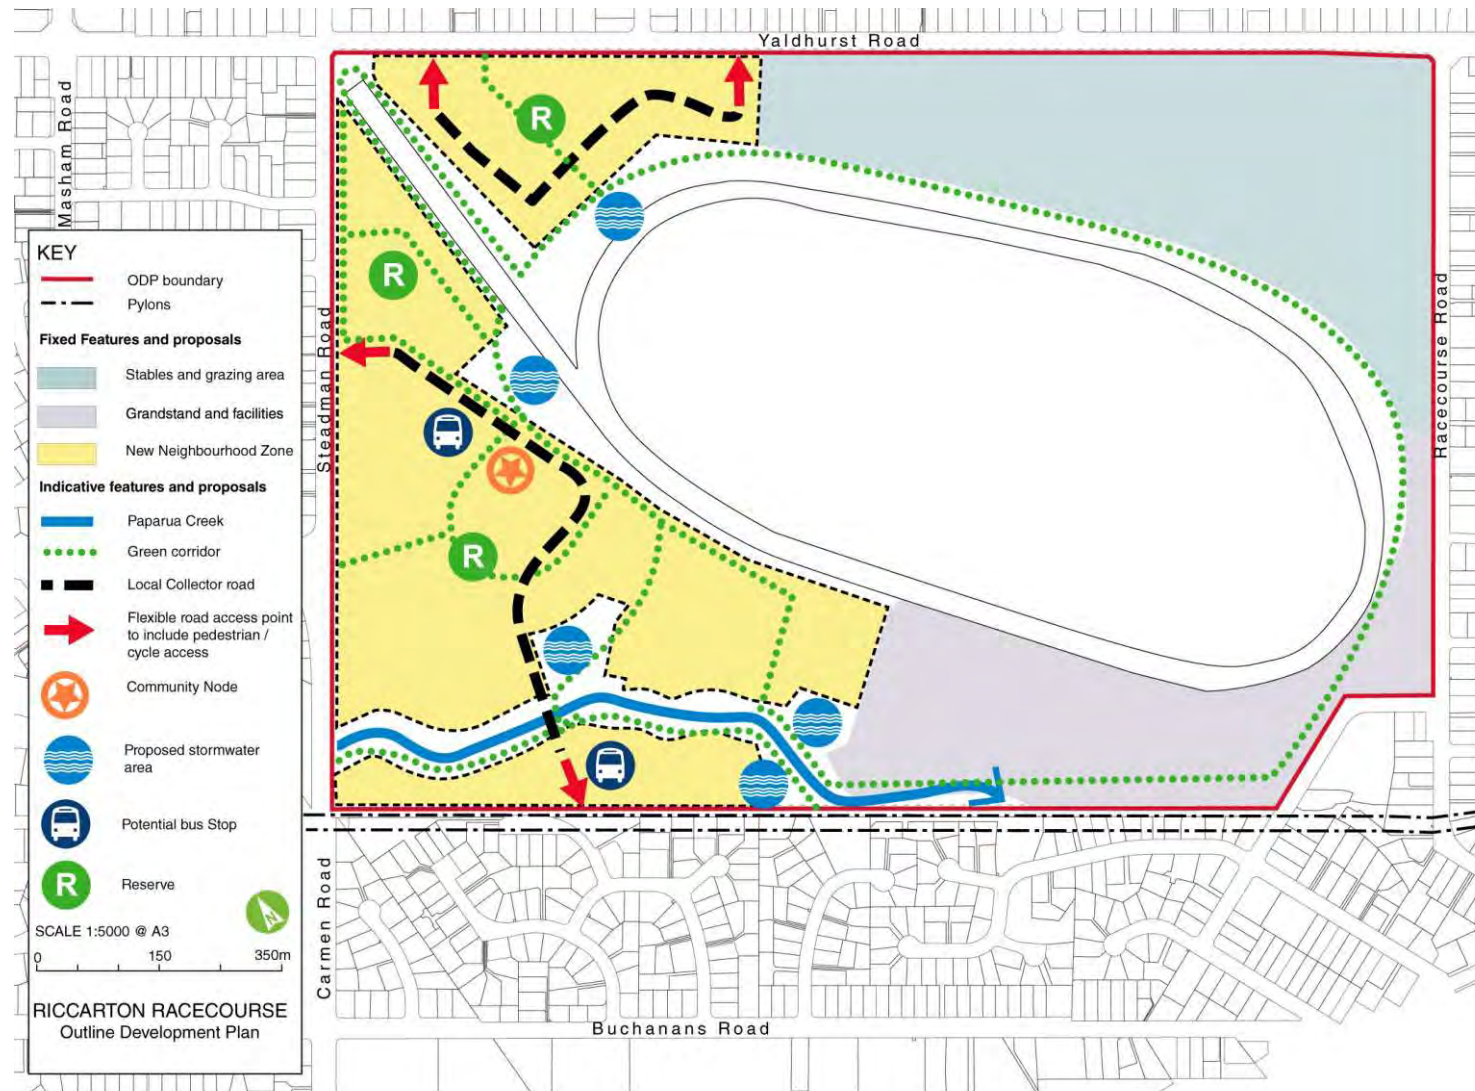 Yaldhurst Road
Masham Road
R
R
KEY
ODP boundary
Pylons
Fixed Features and proposals
Stables and grazing area
Grandstand and facilities
New Neighbourhood Zone
Indicative features and proposals
Paparua Creek
Green corridor
Local Collector road
Flexible road access point
to include pedestrian /
cycle access
Community Node
Proposed stormwater
area
Potential bus Stop
R
Reserve
N
SCALE 1:5000 @ A3
0 150 350m
RICCARTON RACECOURSE
Outline Development Plan
Steadman Road
Racecourse Road
R
Carmen Road
Buchanans Road